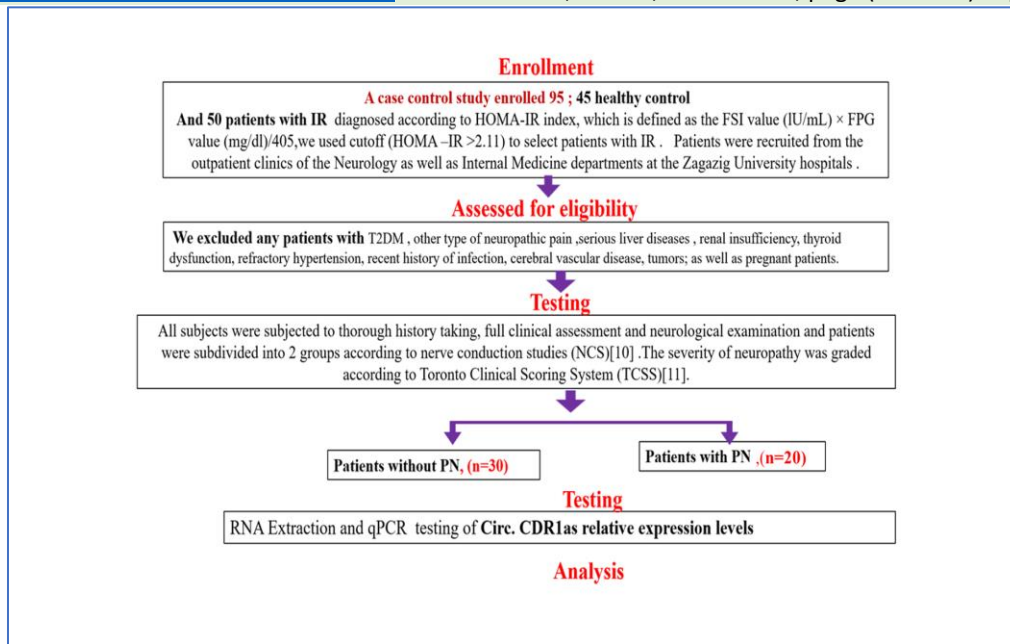 Enrollment
A case control study enrolled 95 ; 45 healthy control
And 50 patients with IR diagnosed according to HOMA-IR index, which is defined as the FSI value (IU/mL) × FPG
value (mg/dl)/405,we used cutoff (HOMA –IR >2.11) to select patients with IR . Patients were recruited from the
outpatient clinics of the Neurology as well as Internal Medicine departments at the Zagazig University hospitals .
Assessed for eligibility
We excluded any patients with T2DM , other type of neuropathic pain ,serious liver diseases , renal insufficiency, thyroid
dysfunction, refractory hypertension, recent history of infection, cerebral vascular disease, tumors; as well as pregnant patients.
Testing
All subjects were subjected to thorough history taking, full clinical assessment and neurological examination and patients
were subdivided into 2 groups according to nerve conduction studies (NCS)[10] .The severity of neuropathy was graded
according to Toronto Clinical Scoring System (TCSS)[11].
Patients without PN, (n=30)
Patients with PN ,(n=20)
Testing
RNA Extraction and qPCR testing of Circ. CDR1as relative expression levels
Analysis